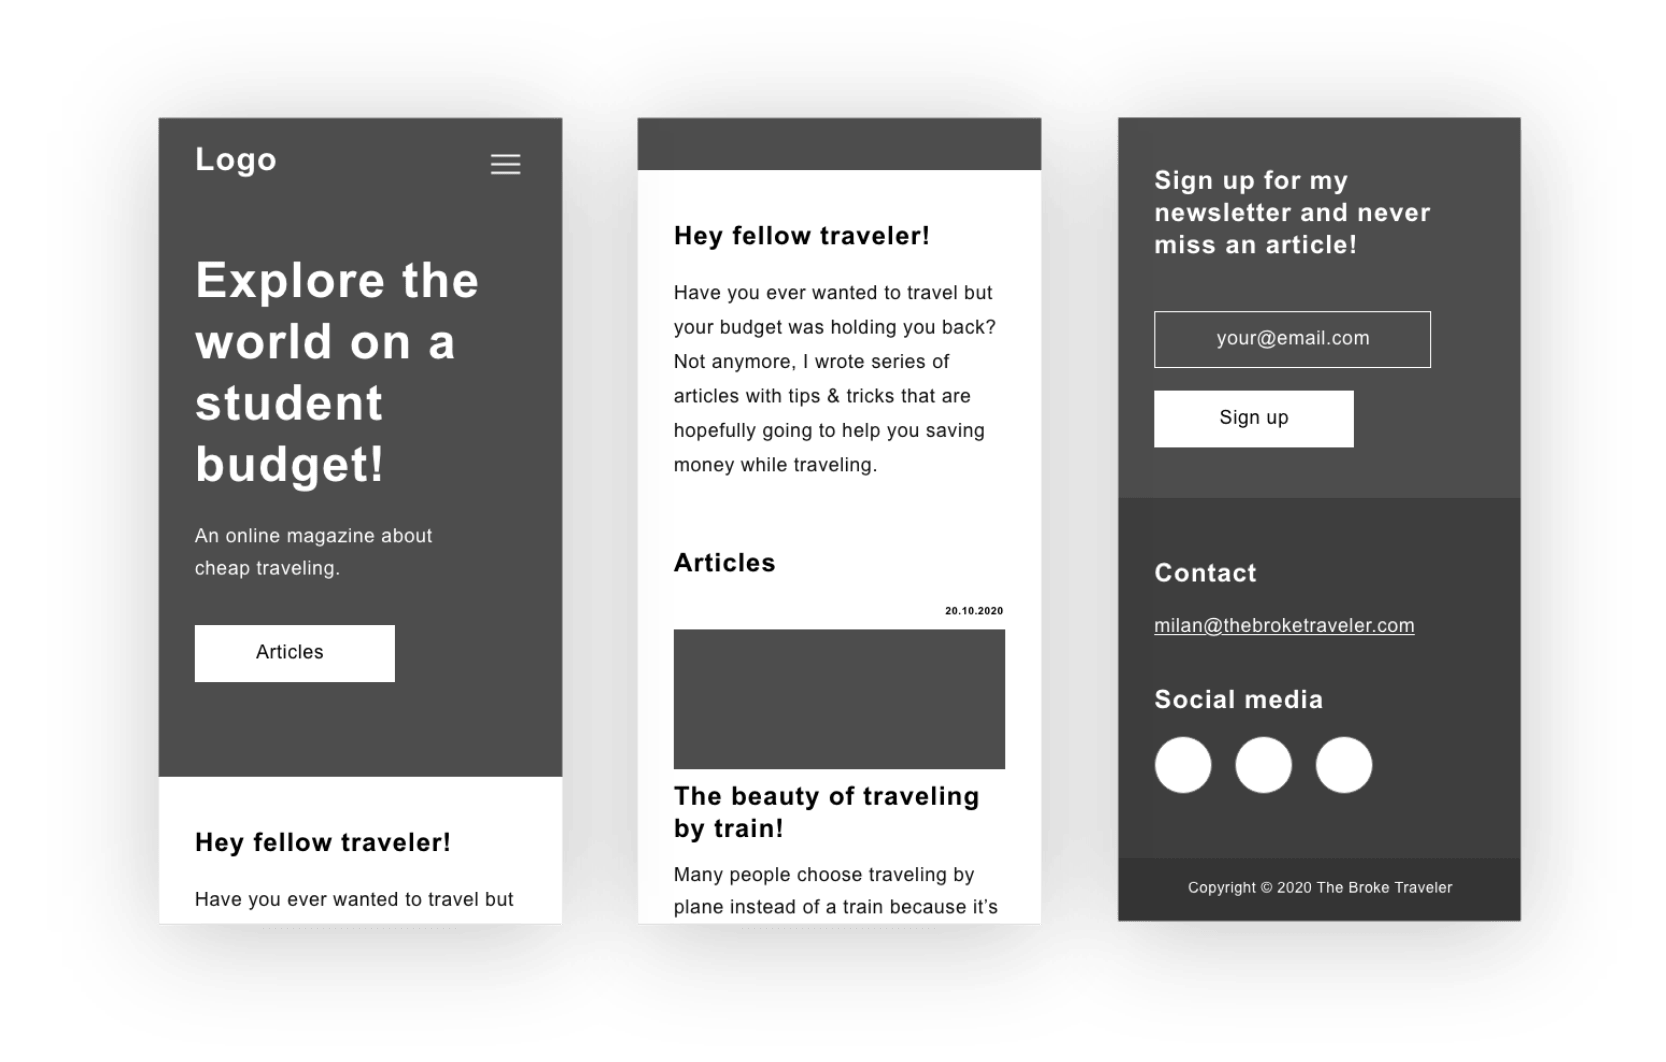 Logo
Explore the
world on a
student
budget!
An online magazine about
cheap traveling.
Articles
Hey fellow traveler!
Have you ever wanted to travel but
Hey fellow traveler!
Have you ever wanted to travel but
your budget was holding you back?
Not anymore, I wrote series of
articles with tips & tricks that are
hopefully going to help you saving
money while traveling.
Articles
20.10.2020
The beauty of traveling
by train!
Many people choose traveling by
plane instead of a train because it’s
Sign up for my
newsletter and never
miss an article!
your@email.com
Sign up
Contact
milan@thebroketraveler.com
Social media
Copyright © 2020 The Broke Traveler